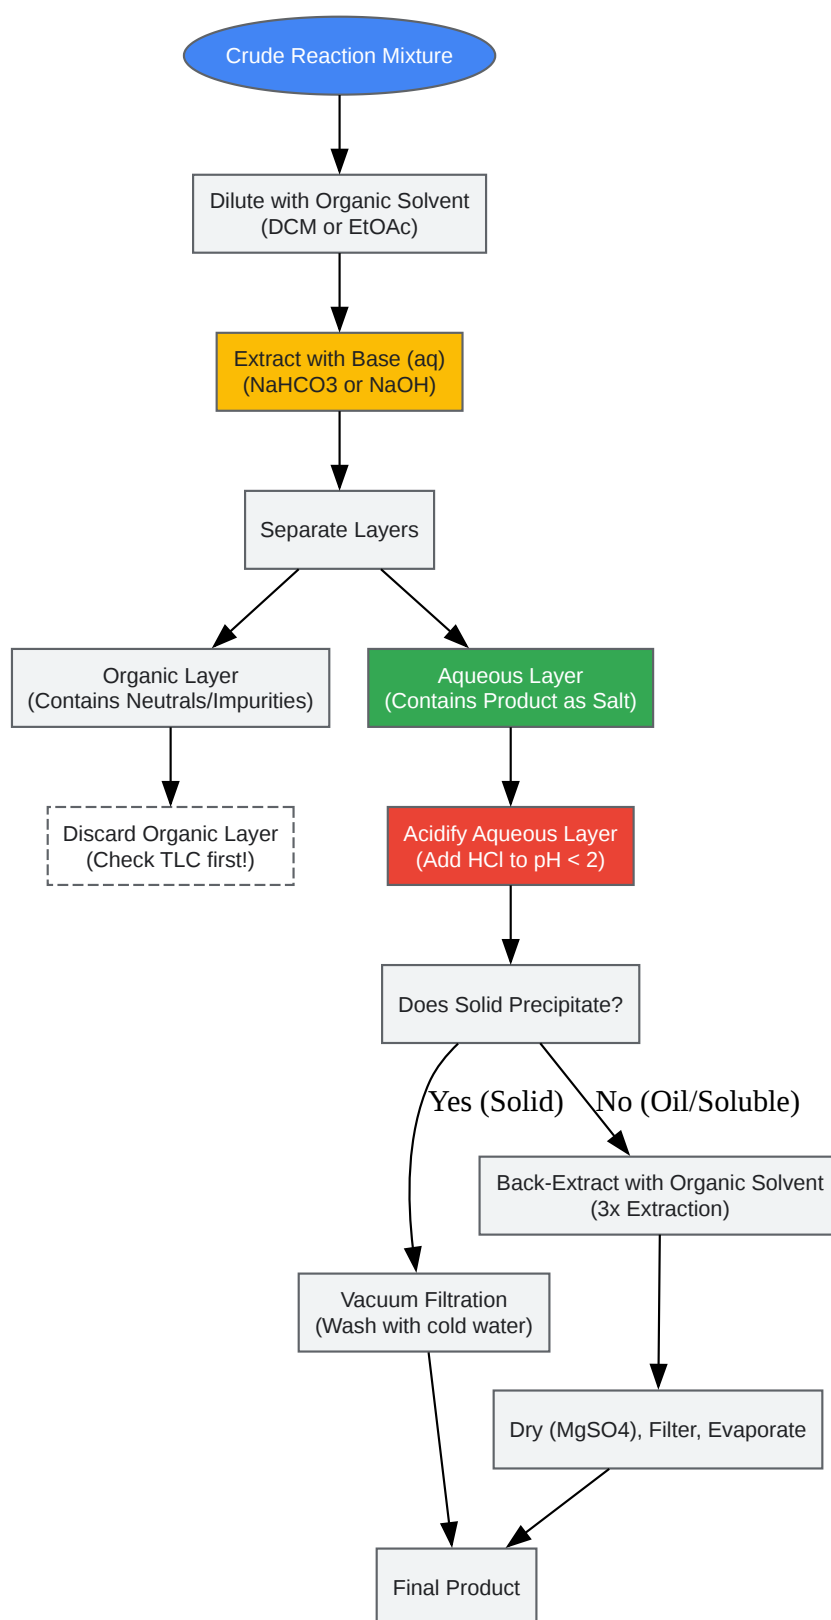 Crude Reaction Mixture
Dilute with Organic Solvent
(DCM or EtOAc)
Extract with Base (aq)
(NaHCO3 or NaOH)
Separate Layers
Organic Layer
(Contains Neutrals/Impurities)
Aqueous Layer
(Contains Product as Salt)
Discard Organic Layer
(Check TLC first!)
Acidify Aqueous Layer
(Add HCl to pH < 2)
Does Solid Precipitate?
Yes (Solid)
No (Oil/Soluble)
Back-Extract with Organic Solvent
(3x Extraction)
Vacuum Filtration
(Wash with cold water)
Dry (MgSO4), Filter, Evaporate
Final Product